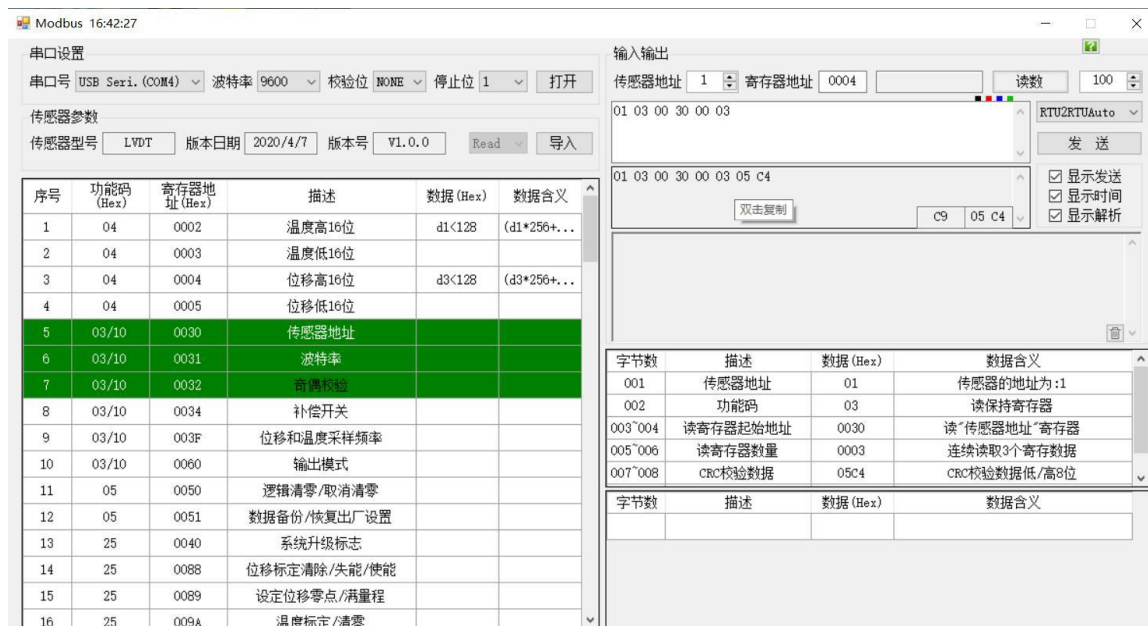 Modbus 16:42:27
串口设置
串口号 USB Seri.(COM4) 波特率 9600 校验位 NONE 停止位 1 打开
传感器参数
传感器型号 LVDT 版本日期 2020/4/7 版本号 V1.0.0 Read 导入
序号 功能码(Hex) 寄存器地址(Hex) 描述 数据(Hex) 数据含义
1 04 0002 温度高16位 d1<128 (d1*256+...
2 04 0003 温度低16位
3 04 0004 位移高16位 d3<128 (d3*256+...
4 04 0005 位移低16位
5 03/10 0030 传感器地址
6 03/10 0031 波特率
7 03/10 0032 奇偶校验
8 03/10 0034 补偿开关
9 03/10 003F 位移和温度采样频率
10 03/10 0060 输出模式
11 05 0050 逻辑清零/取消清零
12 05 0051 数据备份/恢复出厂设置
13 25 0040 系统升级标志
14 25 0088 位移标定清除/失能/使能
15 25 0089 设定位移零点/满量程
16 25 009A 温度标定/清零
输入输出
传感器地址 1 寄存器地址 0004 读数 100
01 03 00 30 00 03
RTU2RTUAuto
发 送
01 03 00 30 00 03 05 C4
双击复制
C9 05 C4
显示发送
显示时间
显示解析
字节数 描述 数据(Hex) 数据含义
001 传感器地址 01 传感器的地址为:1
002 功能码 03 读保持寄存器
003~004 读寄存器起始地址 0030 读"传感器地址"寄存器
005~006 读寄存器数量 0003 连续读取3个寄存数据
007~008 CRC校验数据 05C4 CRC校验数据低/高8位
字节数 描述 数据(Hex) 数据含义